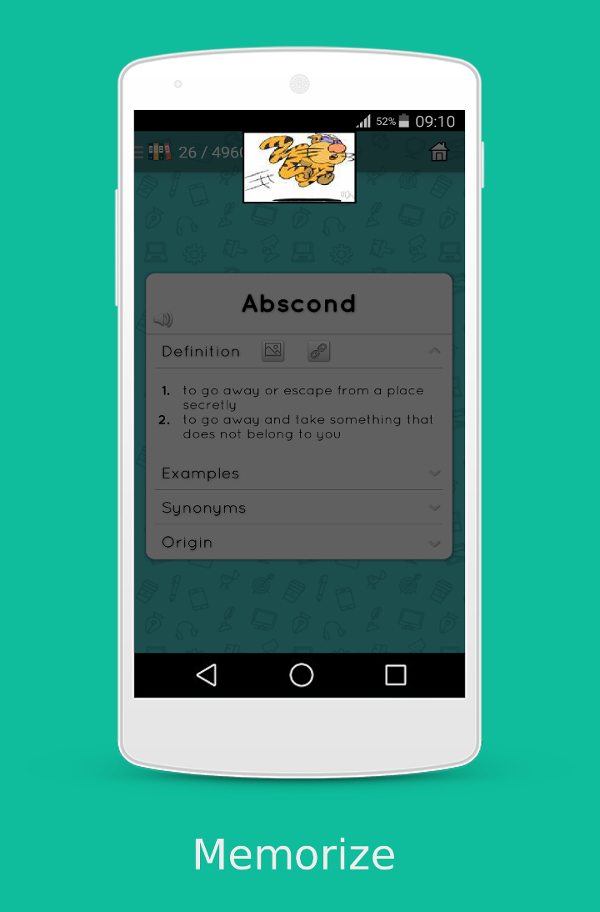 52% 09:10
26 / 4960
Abscond
Definition
1. to go away or escape from a place
secretly
2. to go away and take something that
does not belong to you
Examples
Synonyms
Origin
Memorize